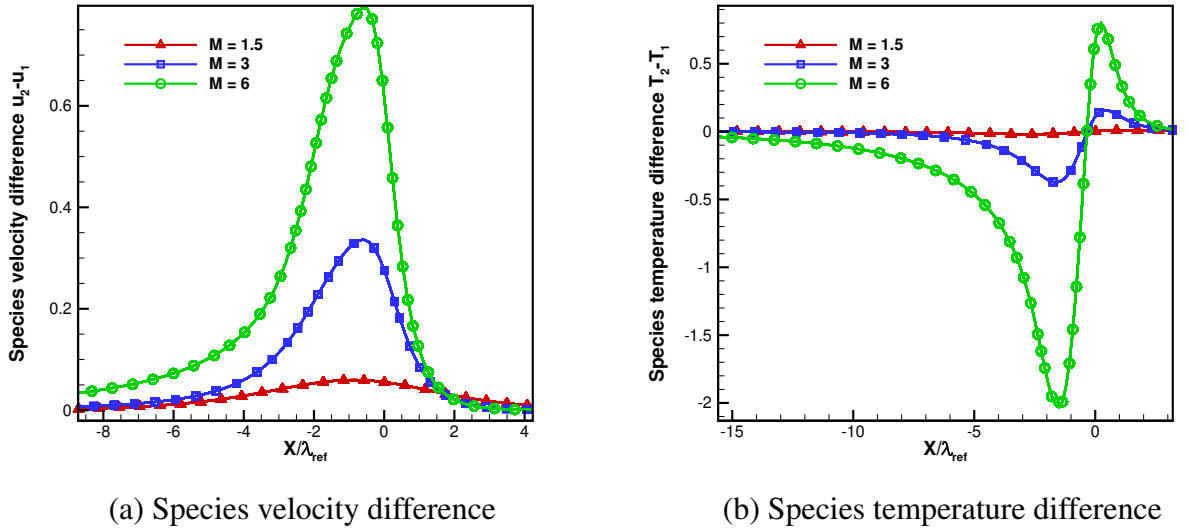 Species velocity difference u₂-u₁
0.8
0.6
0.4
0.2
0
M = 1.5
M = 3
M = 6
-8
-6
-4
-2
0
2
4
X/λref
(a) Species velocity difference
Species temperature difference T₂-T₁
0.5
0
-0.5
-1
-1.5
-2
M = 1.5
M = 3
M = 6
-15
-10
-5
0
X/λref
(b) Species temperature difference